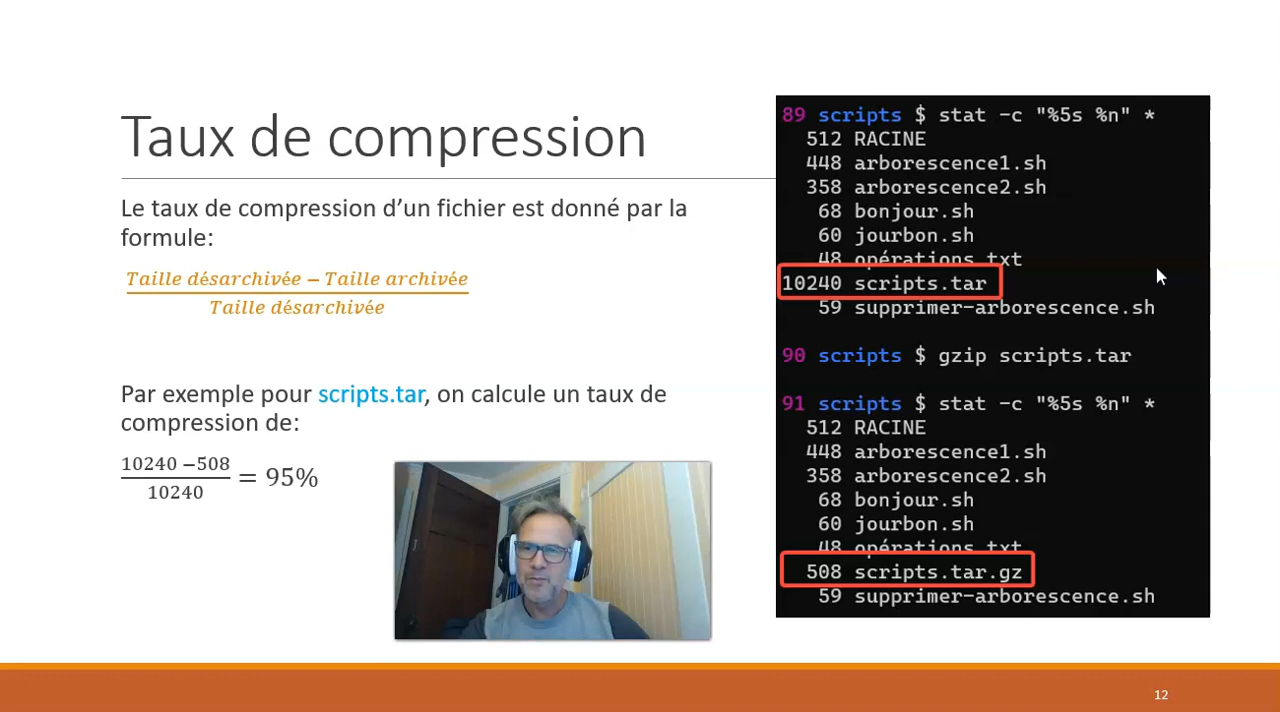 Taux de compression
Le taux de compression d’un fichier est donné par la
formule:
Taille désarchivée − Taille archivée
Taille désarchivée
Par exemple pour scripts.tar, on calcule un taux de
compression de:
10240 −508
10240
= 95%
89 scripts $ stat -c "%5s %n" *
512 RACINE
448 arborescence1.sh
358 arborescence2.sh
68 bonjour.sh
60 jourbon.sh
48 opérations.txt
10240 scripts.tar
59 supprimer-arborescence.sh
90 scripts $ gzip scripts.tar
91 scripts $ stat -c "%5s %n" *
512 RACINE
448 arborescence1.sh
358 arborescence2.sh
68 bonjour.sh
60 jourbon.sh
48 opérations.txt
508 scripts.tar.gz
59 supprimer-arborescence.sh
12